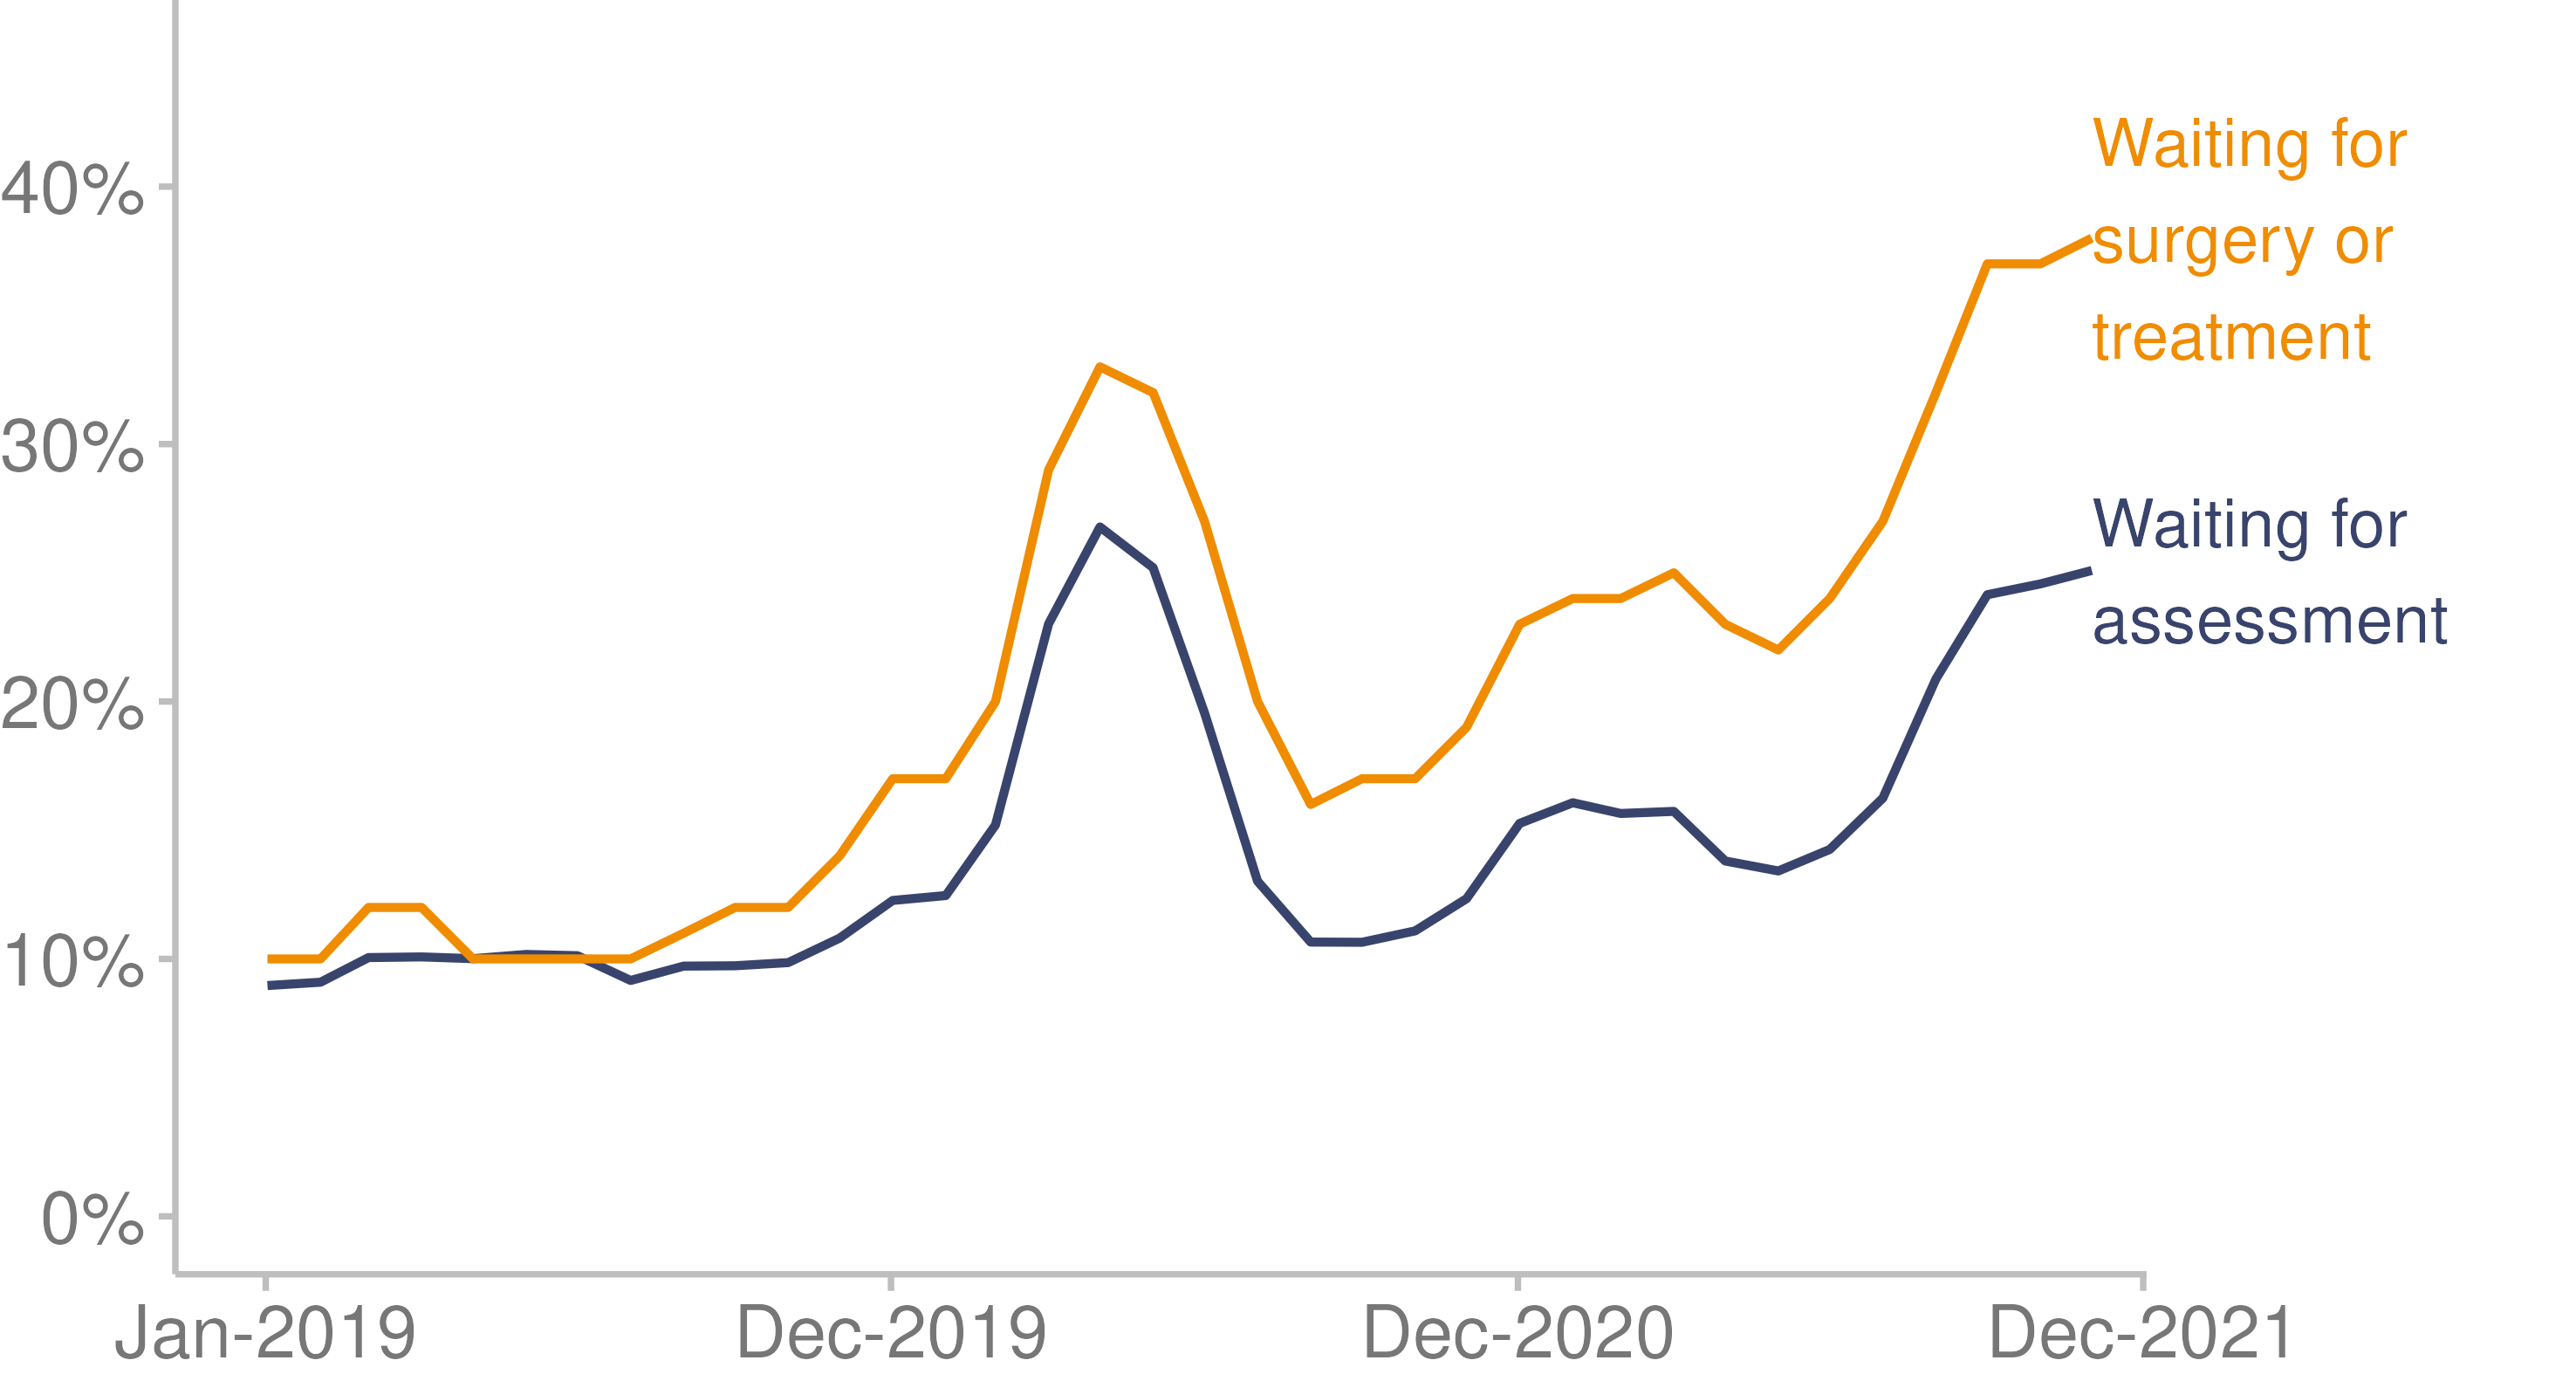 40%
30%
20%
10%
0%
Jan-2019
Dec-2019
Dec-2020
Dec-2021
Waiting for
surgery or
treatment
Waiting for
assessment